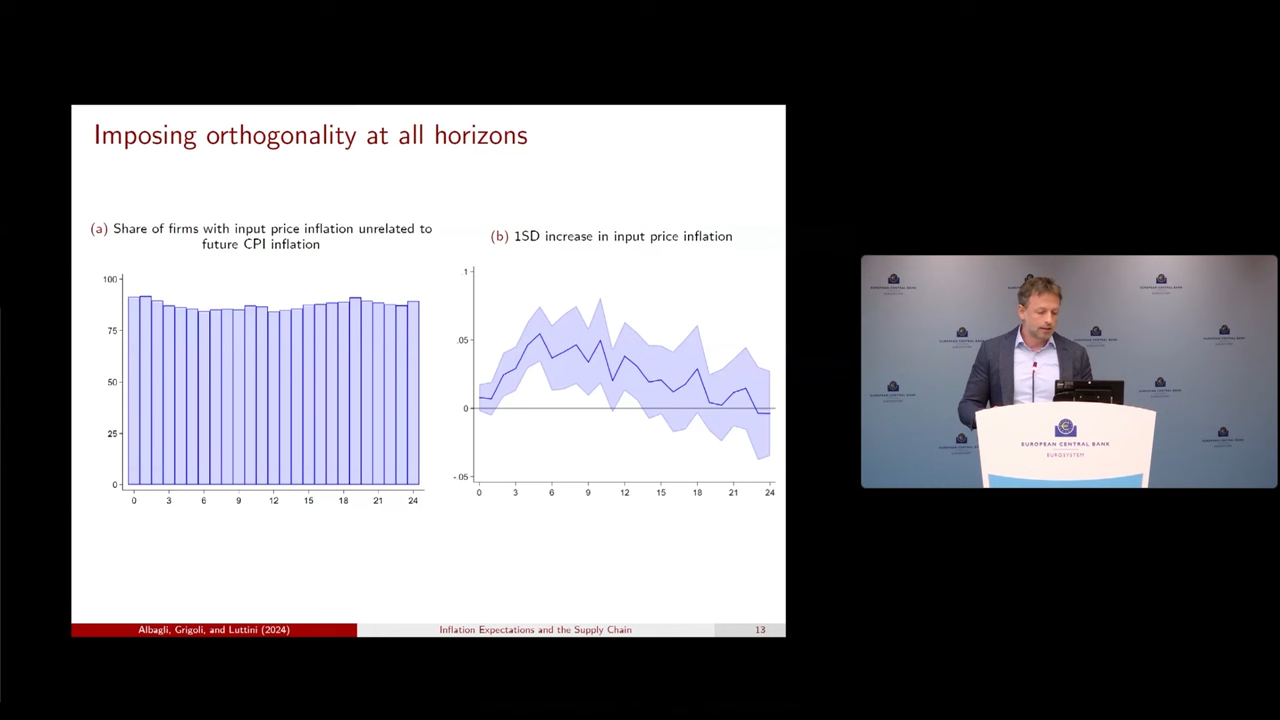 Imposing orthogonality at all horizons
(a) Share of firms with input price inflation unrelated to
future CPI inflation
100
75
50
25
0
0 3 6 9 12 15 18 21 24
(b) 1SD increase in input price inflation
.1
.05
0
-.05
0 3 6 9 12 15 18 21 24
Albagli, Grigoli, and Luttini (2024)
Inflation Expectations and the Supply Chain
13
EUROPEAN CENTRAL BANK
EUROSYSTEM